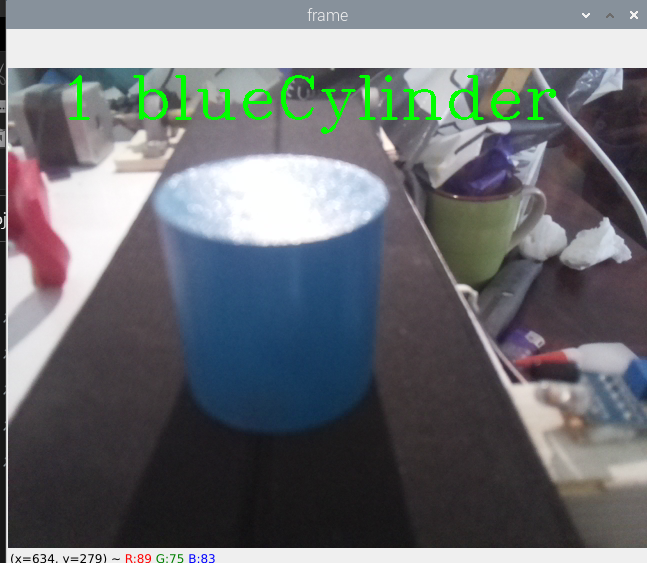 frame
1 blueCylinder
(x=634, y=279) ~ R:89 G:75 B:83